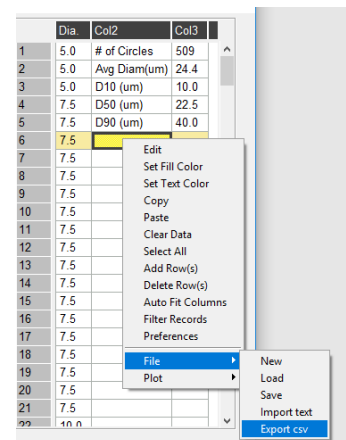 Dia. Col2 Col3
1 5.0 # of Circles 509
2 5.0 Avg Diam(um) 24.4
3 5.0 D10 (um) 10.0
4 7.5 D50 (um) 22.5
5 7.5 D90 (um) 40.0
6 7.5
7 7.5 Edit
8 7.5 Set Fill Color
9 7.5 Set Text Color
10 7.5 Copy
11 7.5 Paste
12 7.5 Clear Data
Select All
13 7.5 Add Row(s)
14 7.5 Delete Row(s)
15 7.5 Auto Fit Columns
16 7.5 Filter Records
17 7.5 Preferences
18 7.5 File New
19 7.5 Plot Load
20 7.5 Save
21 7.5 Import text
22 10.0 Export csv